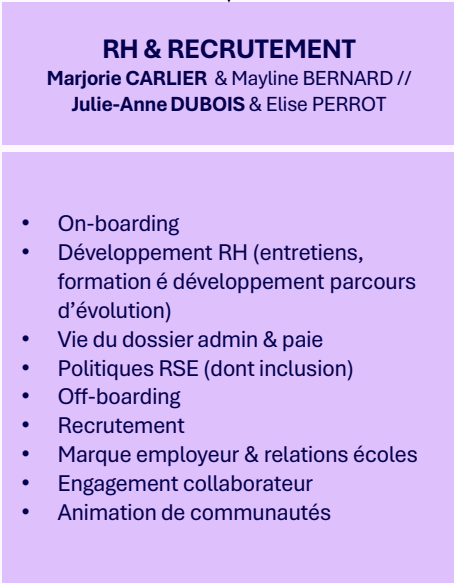 RH & RECRUTEMENT
Marjorie CARLIER & Mayline BERNARD //
Julie-Anne DUBOIS & Elise PERROT
• On-boarding
• Développement RH (entretiens,
formation é développement parcours
d’évolution)
• Vie du dossier admin & paie
• Politiques RSE (dont inclusion)
• Off-boarding
• Recrutement
• Marque employeur & relations écoles
• Engagement collaborateur
• Animation de communautés